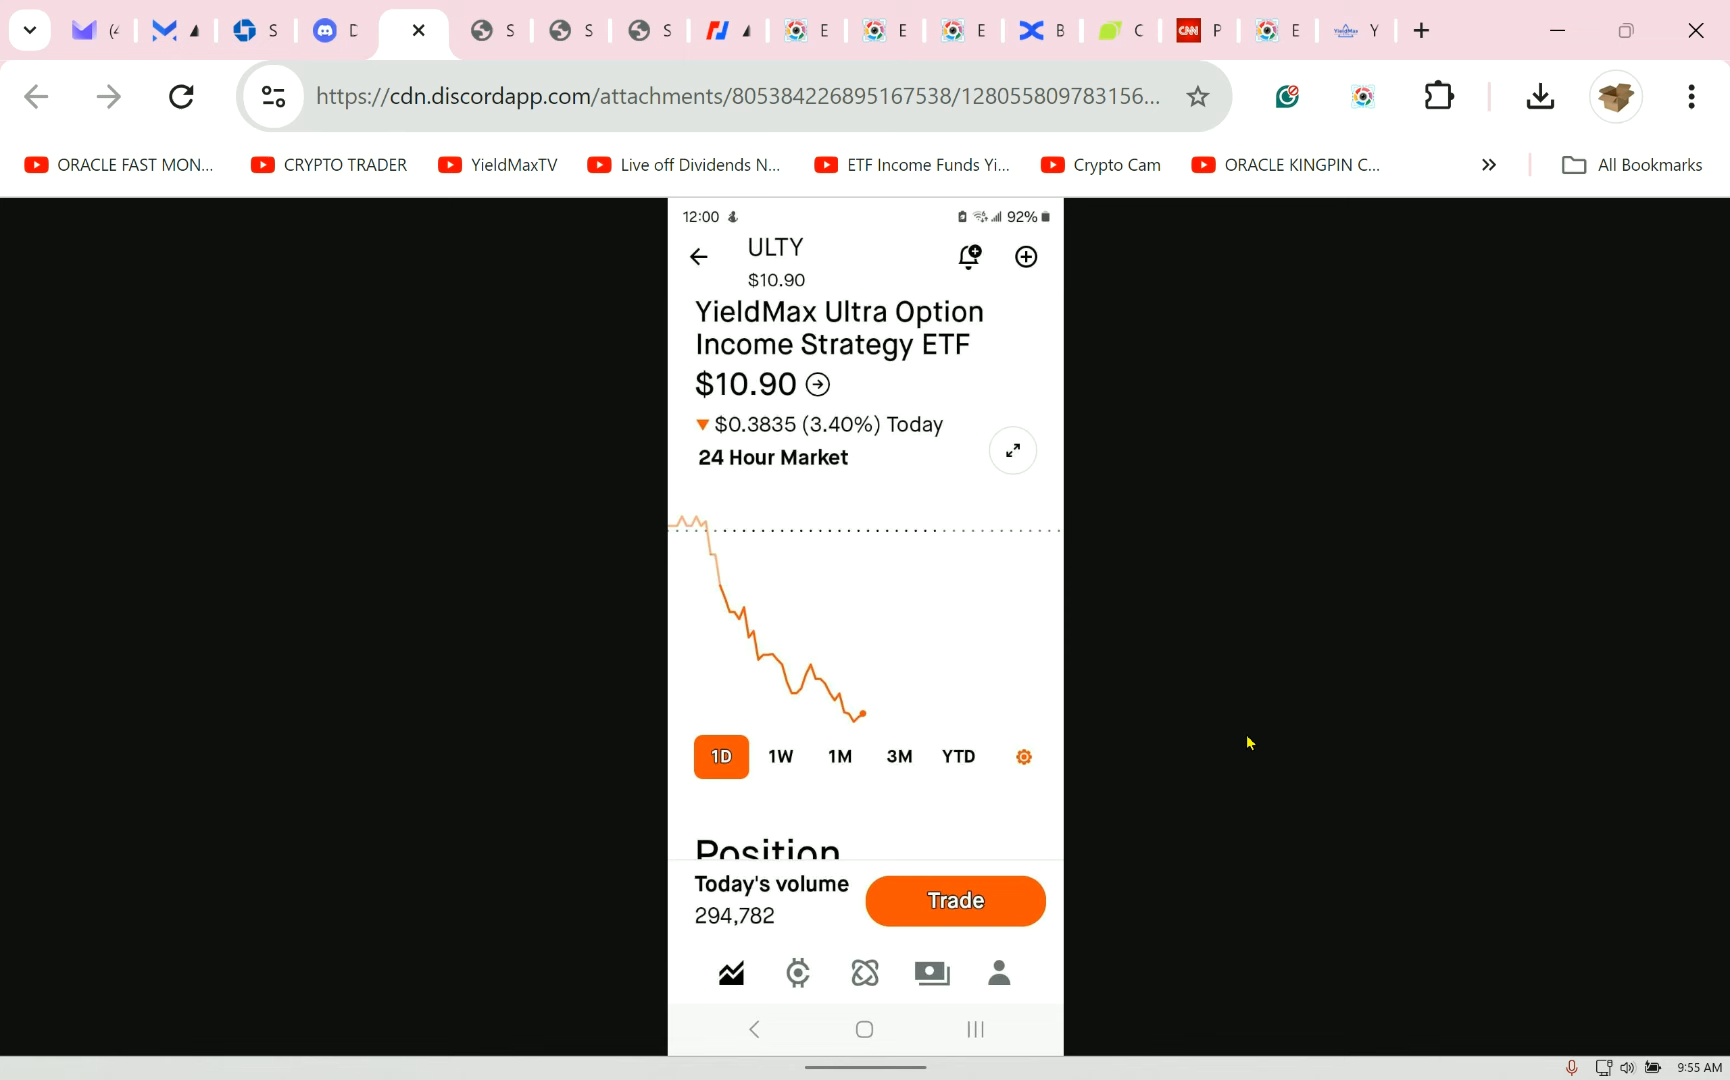 S
D
S
S
S
E
E
E
B
C
CNN
P
E
YieldMax
Y
https://cdn.discordapp.com/attachments/805384226895167538/128055809783156...
ORACLE FAST MON...
CRYPTO TRADER
YieldMaxTV
Live off Dividends N...
ETF Income Funds Yi...
Crypto Cam
ORACLE KINGPIN C...
All Bookmarks
12:00
92%
ULTY
$10.90
YieldMax Ultra Option
Income Strategy ETF
$10.90
$0.3835 (3.40%) Today
24 Hour Market
1D 1W 1M 3M YTD
Position
Today's volume
294,782
Trade
9:55 AM